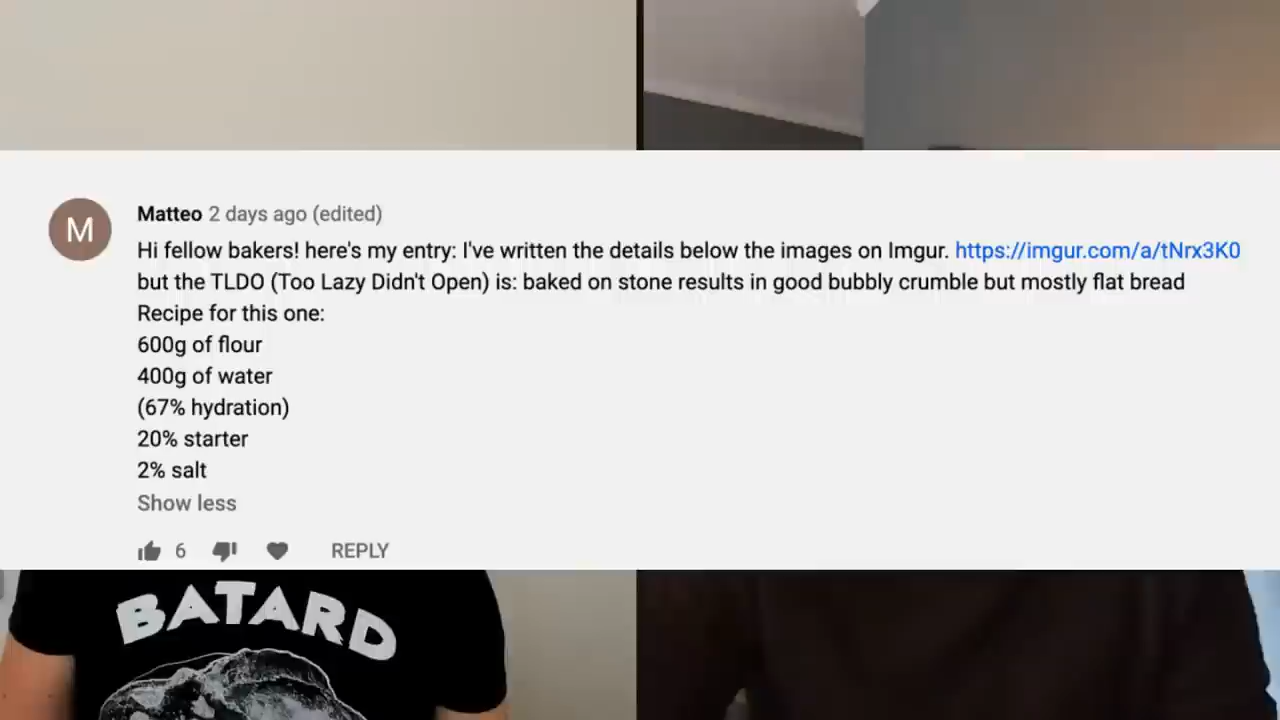 M
Matteo 2 days ago (edited)
Hi fellow bakers! here's my entry: I've written the details below the images on Imgur. https://imgur.com/a/tNrx3K0
but the TLDO (Too Lazy Didn't Open) is: baked on stone results in good bubbly crumble but mostly flat bread
Recipe for this one:
600g of flour
400g of water
(67% hydration)
20% starter
2% salt
Show less
6 REPLY
BATARD